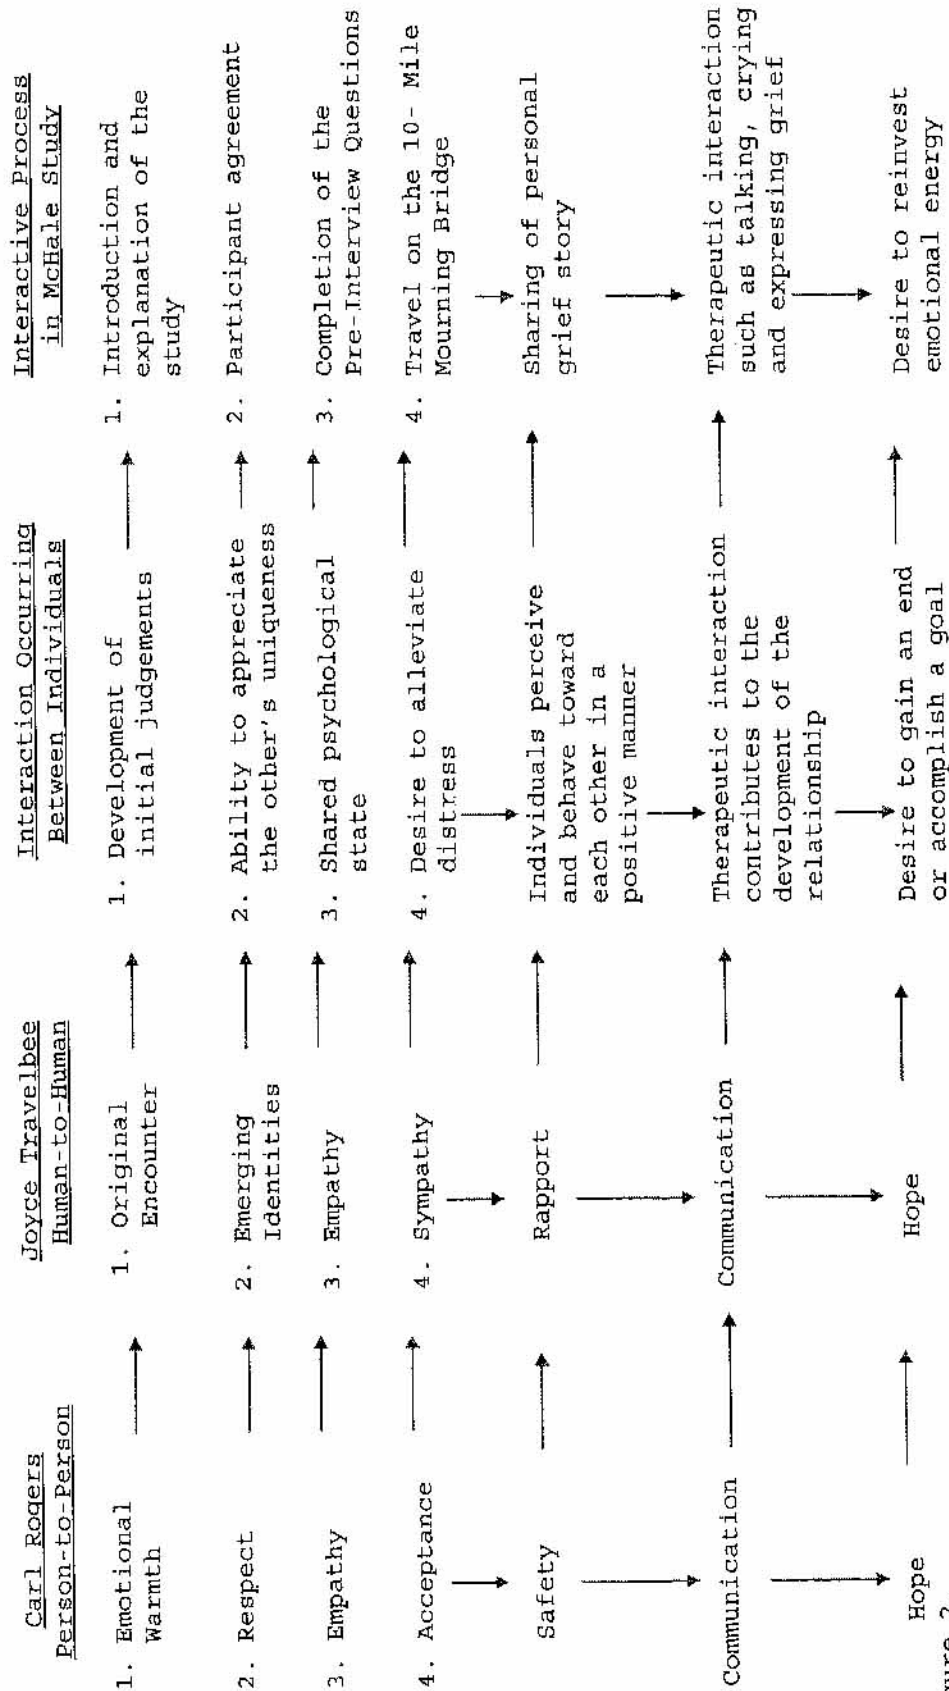 Carl Rogers
Person-to-Person
Joyce Travelbee
Human-to-Human
Interaction Occurring
Between Individuals
Interactive Process
in McHale Study
1. Emotional
Warmth
1. Original
Encounter
1. Development of
initial judgements
1. Introduction and
explanation of the
study
2. Respect
2. Emerging
Identities
2. Ability to appreciate
the other's uniqueness
2. Participant agreement
3. Empathy
3. Empathy
3. Shared psychological
state
3. Completion of the
Pre-Interview Questions
4. Acceptance
4. Sympathy
4. Desire to alleviate
distress
4. Travel on the 10- Mile
Mourning Bridge
Safety
Rapport
Individuals perceive
and behave toward
each other in a
positive manner
Sharing of personal
grief story
Communication
Communication
Therapeutic interaction
contributes to the
development of the
relationship
Therapeutic interaction
such as talking, crying
and expressing grief
Hope
Hope
Desire to gain an end
or accomplish a goal
Desire to reinvest
emotional energy